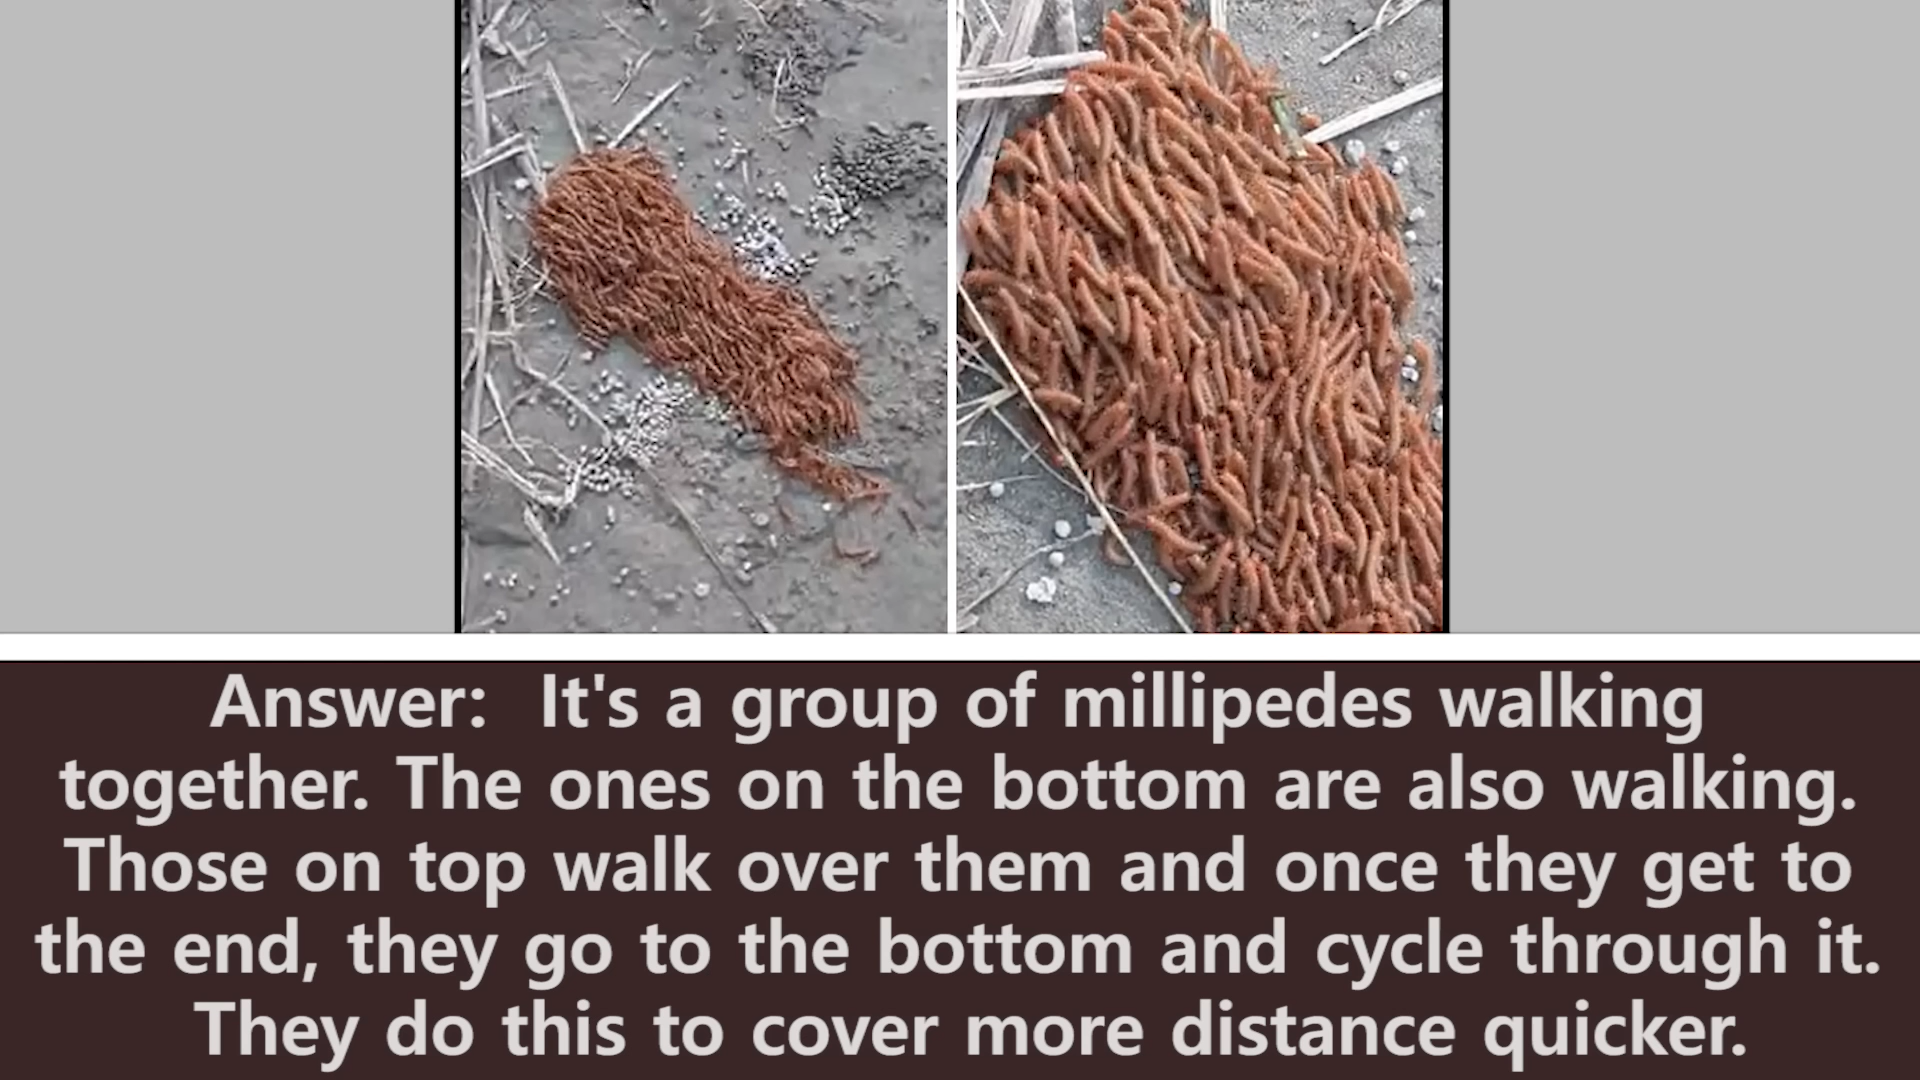 Answer: It's a group of millipedes walking
together. The ones on the bottom are also walking.
Those on top walk over them and once they get to
the end, they go to the bottom and cycle through it.
They do this to cover more distance quicker.